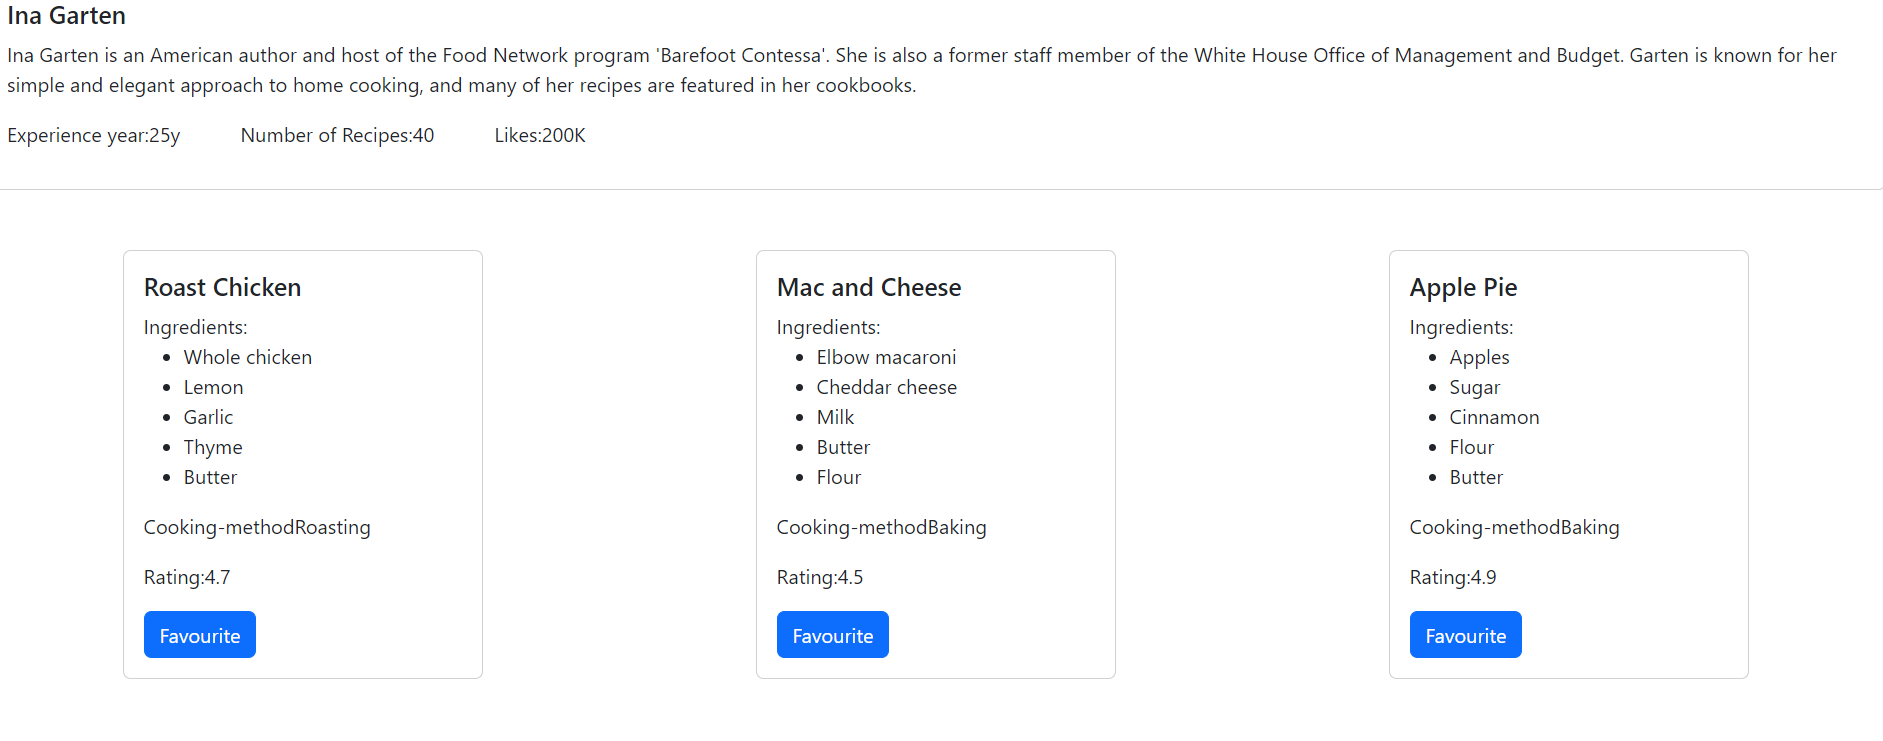 Ina Garten
Ina Garten is an American author and host of the Food Network program 'Barefoot Contessa'. She is also a former staff member of the White House Office of Management and Budget. Garten is known for her
simple and elegant approach to home cooking, and many of her recipes are featured in her cookbooks.
Experience year:25y Number of Recipes:40 Likes:200K
Roast Chicken
Ingredients:
Whole chicken
Lemon
Garlic
Thyme
Butter
Cooking-methodRoasting
Rating:4.7
Favourite
Mac and Cheese
Ingredients:
Elbow macaroni
Cheddar cheese
Milk
Butter
Flour
Cooking-methodBaking
Rating:4.5
Favourite
Apple Pie
Ingredients:
Apples
Sugar
Cinnamon
Flour
Butter
Cooking-methodBaking
Rating:4.9
Favourite